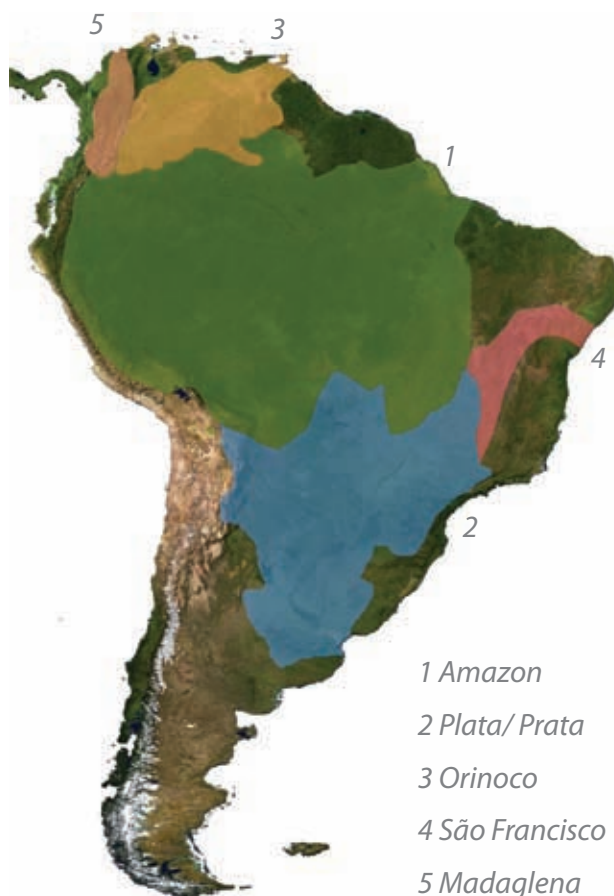 5
3
1
4
2
1 Amazon
2 Plata/ Prata
3 Orinoco
4 São Francisco
5 Madaglena